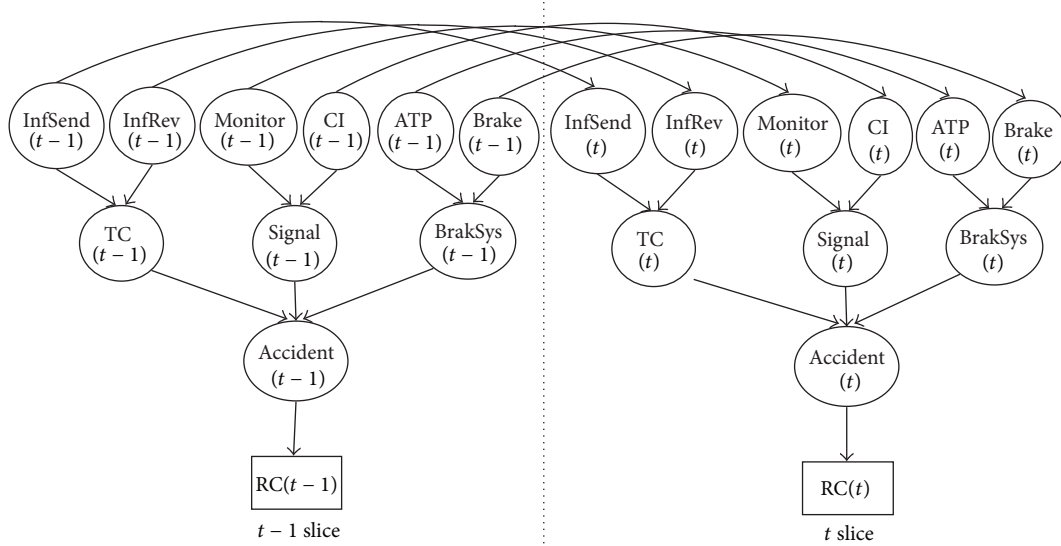 InfSend
(t − 1)
InfRev
(t − 1)
Monitor
(t − 1)
CI
(t − 1)
ATP
(t − 1)
Brake
(t − 1)
InfSend
(t)
InfRev
(t)
Monitor
(t)
CI
(t)
ATP
(t)
Brake
(t)
TC
(t − 1)
Signal
(t − 1)
BrakSys
(t − 1)
TC
(t)
Signal
(t)
BrakSys
(t)
Accident
(t − 1)
Accident
(t)
RC(t − 1)
RC(t)
t − 1 slice
t slice